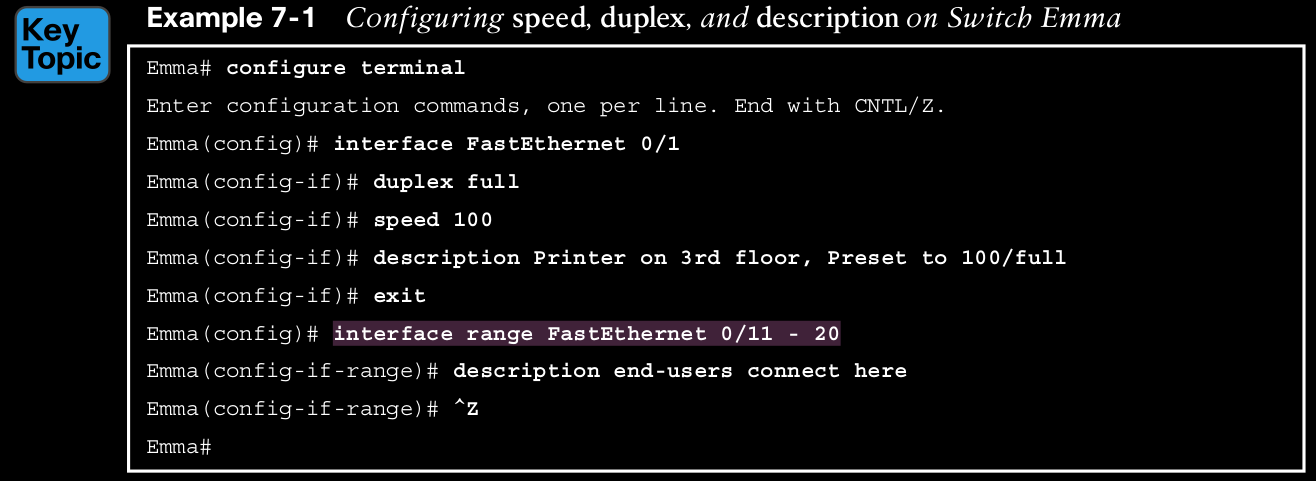 Key
Topic
Example 7-1 Configuring speed, duplex, and description on Switch Emma
Emma# configure terminal
Enter configuration commands, one per line. End with CNTL/Z.
Emma(config)# interface FastEthernet 0/1
Emma(config-if)# duplex full
Emma(config-if)# speed 100
Emma(config-if)# description Printer on 3rd floor, Preset to 100/full
Emma(config-if)# exit
Emma(config)# interface range FastEthernet 0/11 - 20
Emma(config-if-range)# description end-users connect here
Emma(config-if-range)# ^Z
Emma#